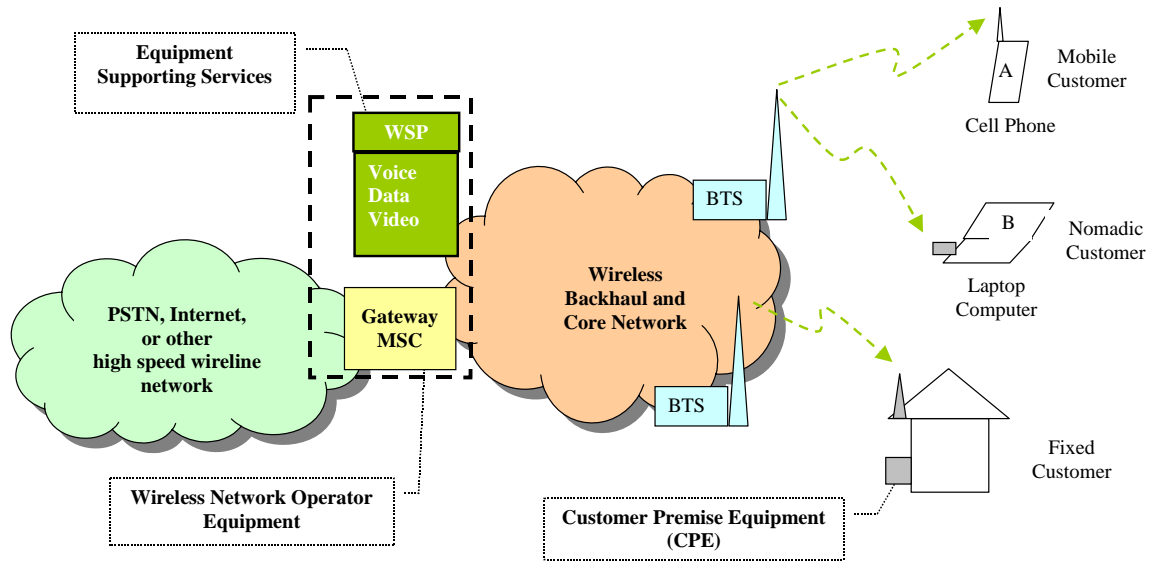 Equipment
Supporting Services
WSP
Voice
Data
Video
PSTN, Internet,
or other
high speed wireline
network
Gateway
MSC
Wireless
Backhaul and
Core Network
BTS
BTS
A
Mobile
Customer
Cell Phone
B
Nomadic
Customer
Laptop
Computer
Fixed
Customer
Wireless Network Operator
Equipment
Customer Premise Equipment
(CPE)